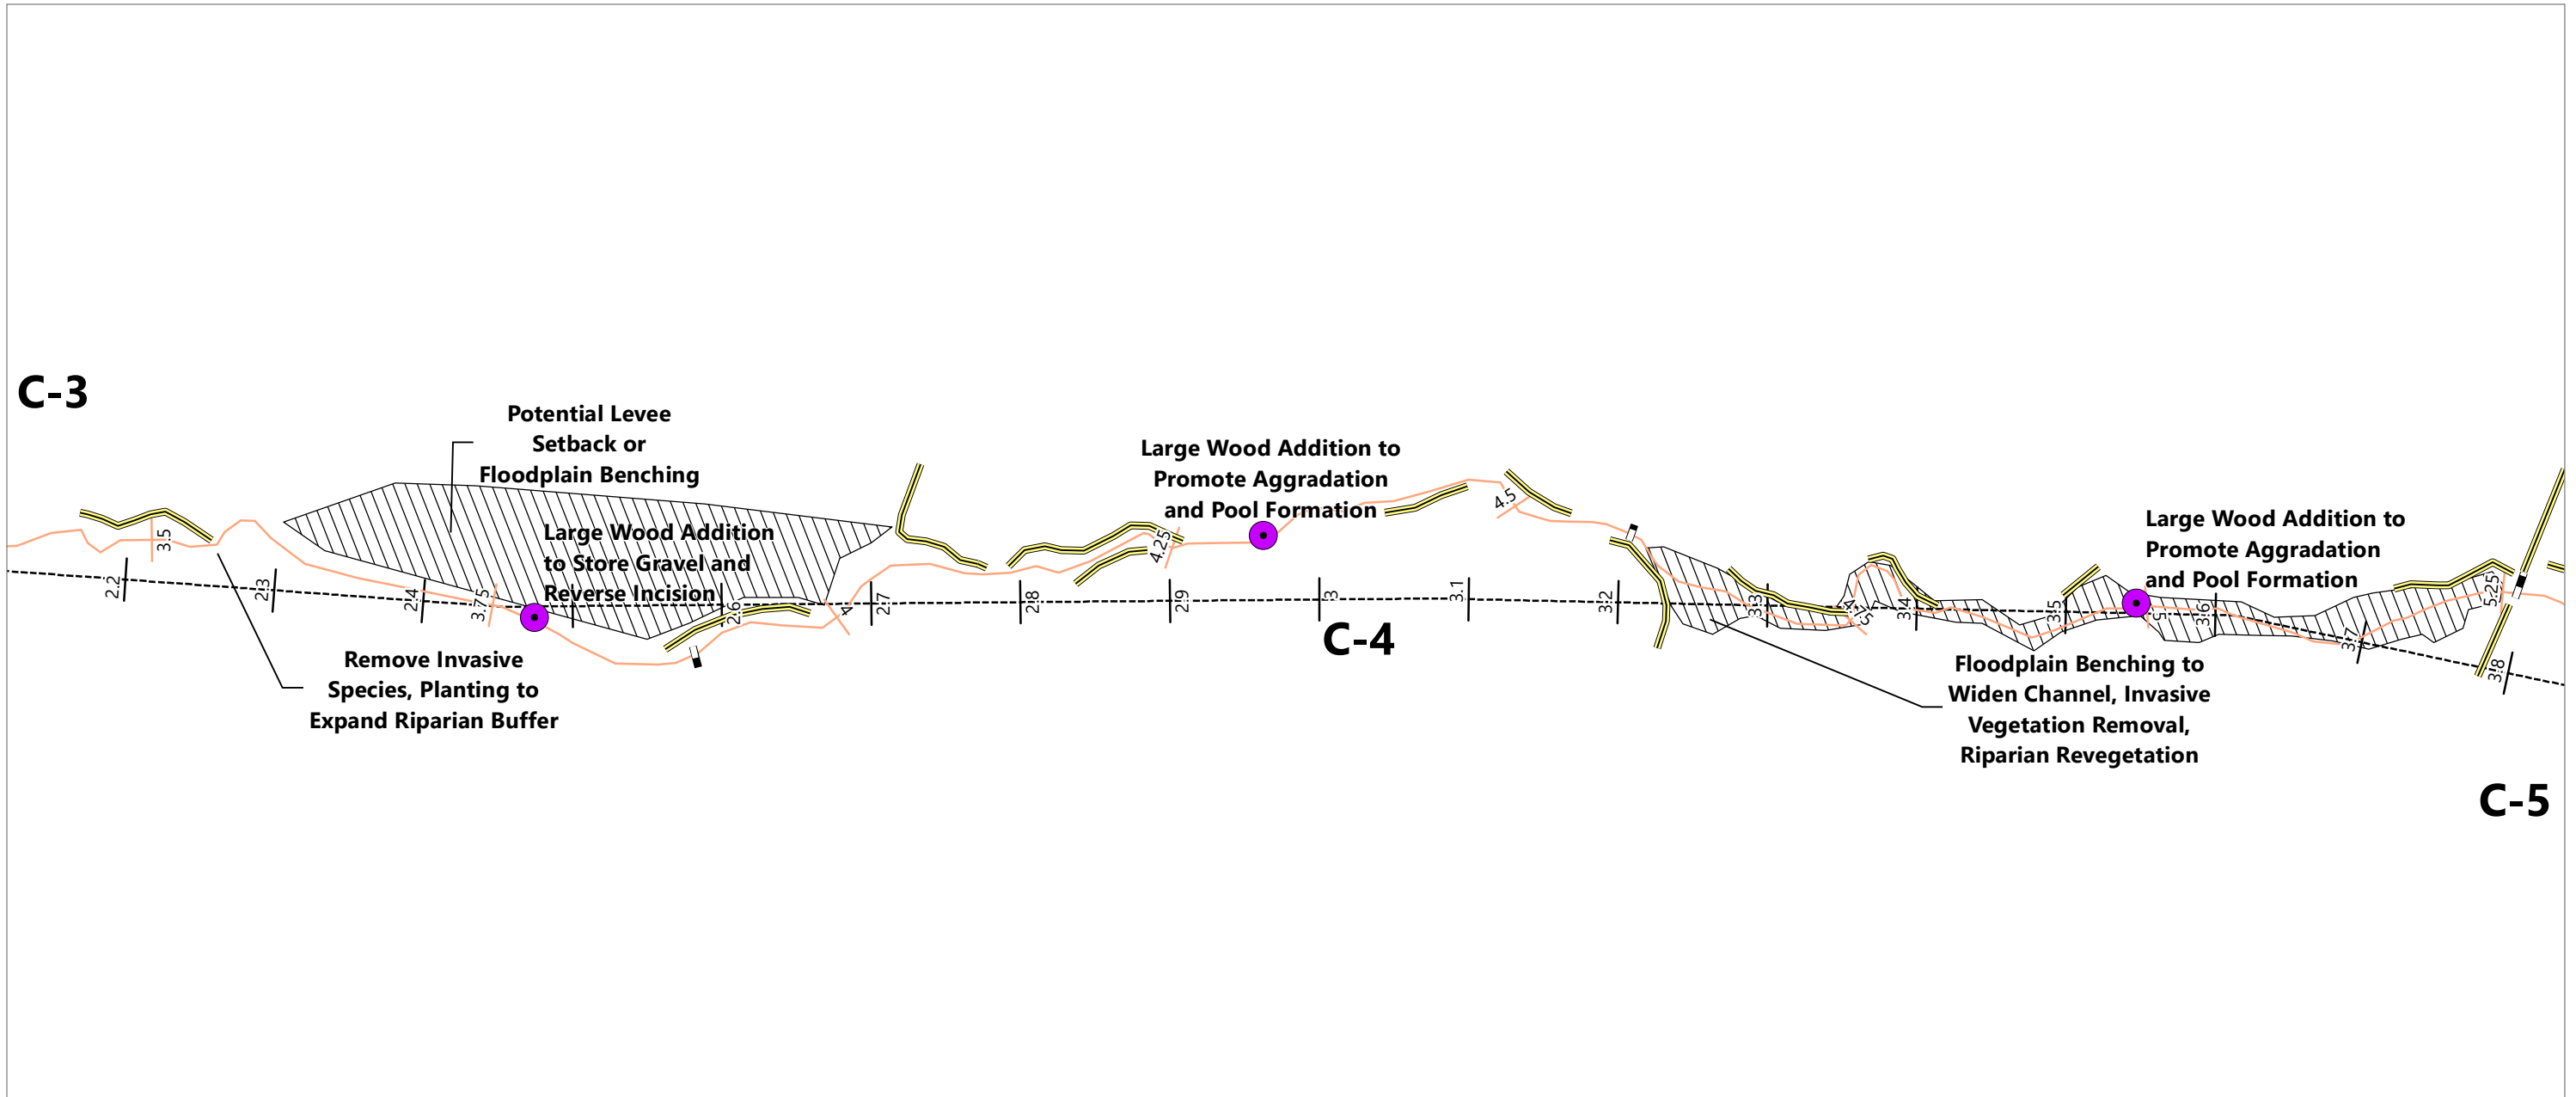 C-3
Potential Levee
Setback or
Floodplain Benching
Large Wood Addition
to Store Gravel and
Reverse Incision
Remove Invasive
Species, Planting to
Expand Riparian Buffer
Large Wood Addition to
Promote Aggradation
and Pool Formation
C-4
Large Wood Addition to
Promote Aggradation
and Pool Formation
Floodplain Benching to
Widen Channel, Invasive
Vegetation Removal,
Riparian Revegetation
C-5
3.5
3.75
4
4.25
4.5
4.75
5
5.25
2.2
2.3
2.4
2.6
2.7
2.8
2.9
3
3.1
3.2
3.3
3.4
3.5
3.6
3.7
3.8